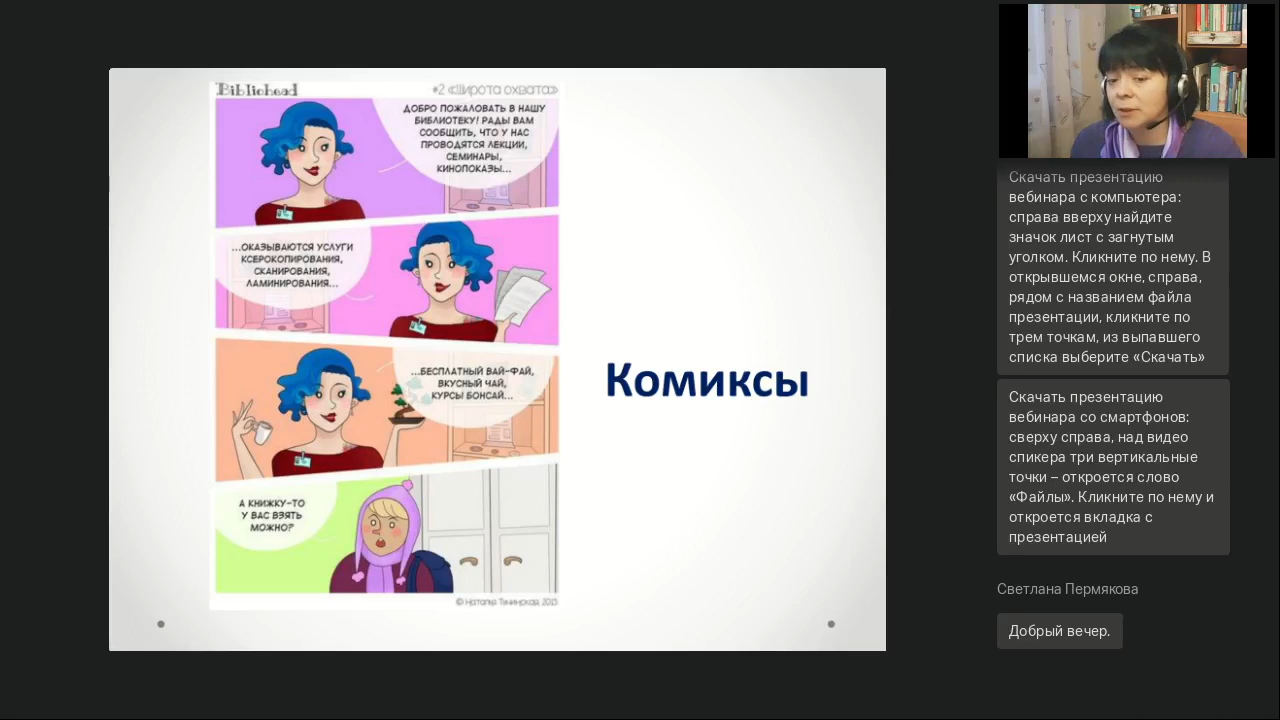 Bibliohead
#2 «Широта охвата»
ДОБРО ПОЖАЛОВАТЬ В НАШУ
БИБЛИОТЕКУ! РАДЫ ВАМ
СООБЩИТЬ, ЧТО У НАС
ПРОВОДЯТСЯ ЛЕКЦИИ,
СЕМИНАРЫ,
КИНОПОКАЗЫ...
...ОКАЗЫВАЮТСЯ УСЛУГИ
КСЕРОКОПИРОВАНИЯ,
СКАНИРОВАНИЯ,
ЛАМИНИРОВАНИЯ...
...БЕСПЛАТНЫЙ ВАЙ-ФАЙ,
ВКУСНЫЙ ЧАЙ,
КУРСЫ БОНСАЙ...
А КНИЖКУ-ТО
У ВАС ВЗЯТЬ
МОЖНО?
© Наталья
Комиксы
Скачать презентацию
вебинара с компьютера:
справа вверху найдите
значок лист с загнутым
уголком. Кликните по нему. В
открывшемся окне, справа,
рядом с названием файла
презентации, кликните по
трем точкам, из выпавшего
списка выберите «Скачать»
Скачать презентацию
вебинара со смартфонов:
сверху справа, над видео
спикера три вертикальные
точки – откроется слово
«Файлы». Кликните по нему и
откроется вкладка с
презентацией
Светлана Пермякова
Добрый вечер.